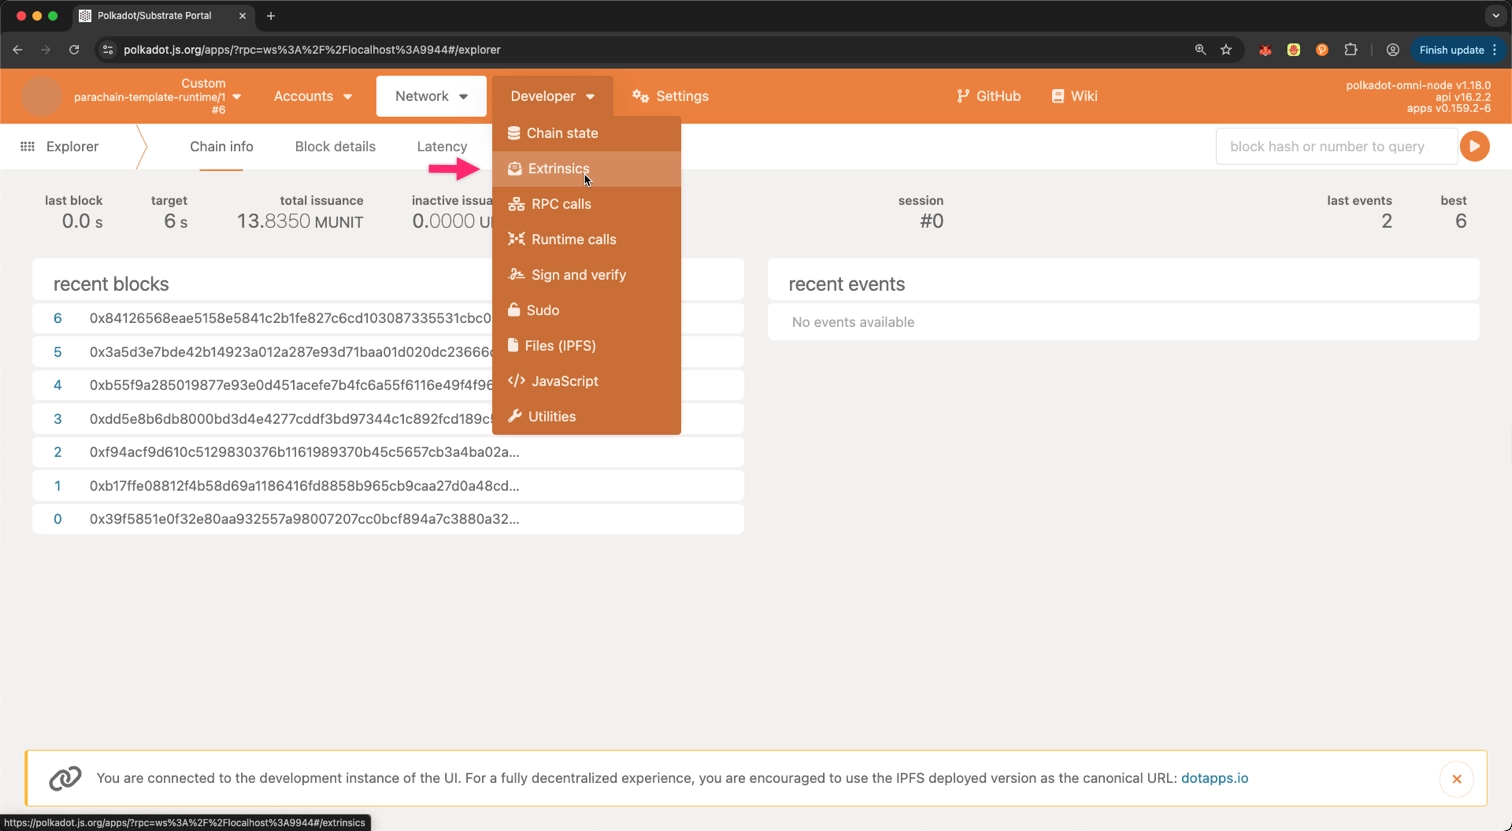 Polkadot/Substrate Portal
polkadot.js.org/apps/?rpc=ws%3A%2F%2Flocalhost%3A9944#/explorer
Finish update
Custom
parachain-template-runtime/1
#6
Accounts
Network
Developer
Settings
GitHub
Wiki
polkadot-omni-node v1.18.0
api v16.2.2
apps v0.159.2-6
Explorer
Chain info
Block details
Latency
block hash or number to query
Chain state
Extrinsics
RPC calls
Runtime calls
Sign and verify
Sudo
Files (IPFS)
JavaScript
Utilities
last block
0.0 s
target
6 s
total issuance
13.8350 MUNIT
inactive issua
0.0000 U
session
#0
last events
2
best
6
recent blocks
6 0x84126568eae5158e5841c2b1fe827c6cd103087335531cbc0
5 0x3a5d3e7bde42b14923a012a287e93d71baa01d020dc23666
4 0xb55f9a285019877e93e0d451acefe7b4fc6a55f6116e49f4f96
3 0xdd5e8b6db8000bd3d4e4277cddf3bd97344c1c892fcd189c
2 0xf94acf9d610c5129830376b1161989370b45c5657cb3a4ba02a...
1 0xb17ffe08812f4b58d69a1186416fd8858b965cb9caa27d0a48cd...
0 0x39f5851e0f32e80aa932557a98007207cc0bcf894a7c3880a32...
recent events
No events available
You are connected to the development instance of the UI. For a fully decentralized experience, you are encouraged to use the IPFS deployed version as the canonical URL: dotapps.io
https://polkadot.js.org/apps/?rpc=ws%3A%2F%2Flocalhost%3A9944#/extrinsics